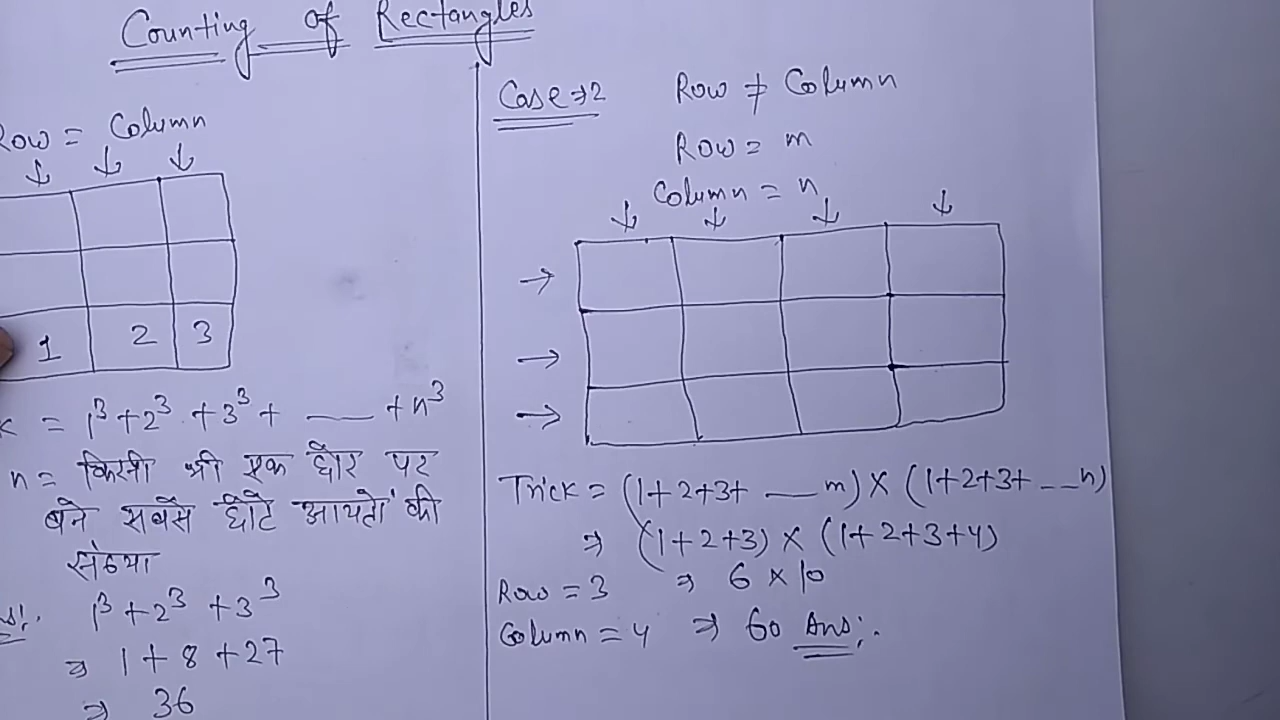 Counting of Rectangles
Row = Column
1 2 3
= 1³+2³+3³+ — +n³
n = किसी भी एक छोर पर
बने सबसे छोटे आयतों की
संख्या
1³+2³+3³
⇒ 1+8+27
⇒ 36
Case⇒2 Row ≠ Column
Row = m
Column = n
Trick = (1+2+3+ — m) × (1+2+3+ -- n)
⇒ (1+2+3) × (1+2+3+4)
Row = 3 ⇒ 6 × 10
Column = 4 ⇒ 60 Ans:.